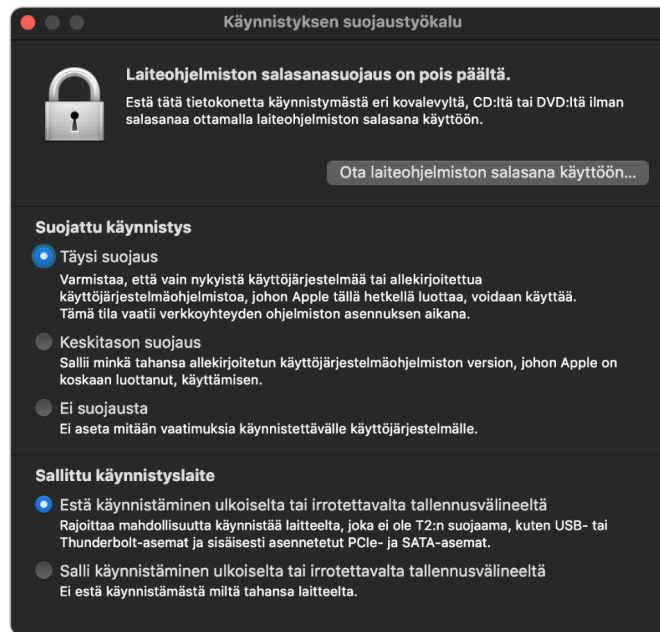 Käynnistyksen suojaustyökalu
Laiteohjelmiston salasanasuojaus on pois päältä.
Estä tätä tietokonetta käynnistymästä eri kovalevyltä, CD:ltä tai DVD:ltä ilman
salasanaa ottamalla laiteohjelmiston salasana käyttöön.
Ota laiteohjelmiston salasana käyttöön...
Suojattu käynnistys
Täysi suojaus
Varmistaa, että vain nykyistä käyttöjärjestelmää tai allekirjoitettua
käyttöjärjestelmäohjelmistoa, johon Apple tällä hetkellä luottaa, voidaan käyttää.
Tämä tila vaatii verkkoyhteyden ohjelmiston asennuksen aikana.
Keskitason suojaus
Sallii minkä tahansa allekirjoitetun käyttöjärjestelmäohjelmiston version, johon Apple on
koskaan luottanut, käyttämisen.
Ei suojausta
Ei aseta mitään vaatimuksia käynnistettävälle käyttöjärjestelmälle.
Sallittu käynnistyslaite
Estä käynnistäminen ulkoiselta tai irrotettavalta tallennusvälineeltä
Rajoittaa mahdollisuutta käynnistää laitteelta, joka ei ole T2:n suojaama, kuten USB- tai
Thunderbolt-asemat ja sisäisesti asennetut PCIe- ja SATA-asemat.
Salli käynnistäminen ulkoiselta tai irrotettavalta tallennusvälineeltä
Ei estä käynnistämästä miltä tahansa laitteelta.